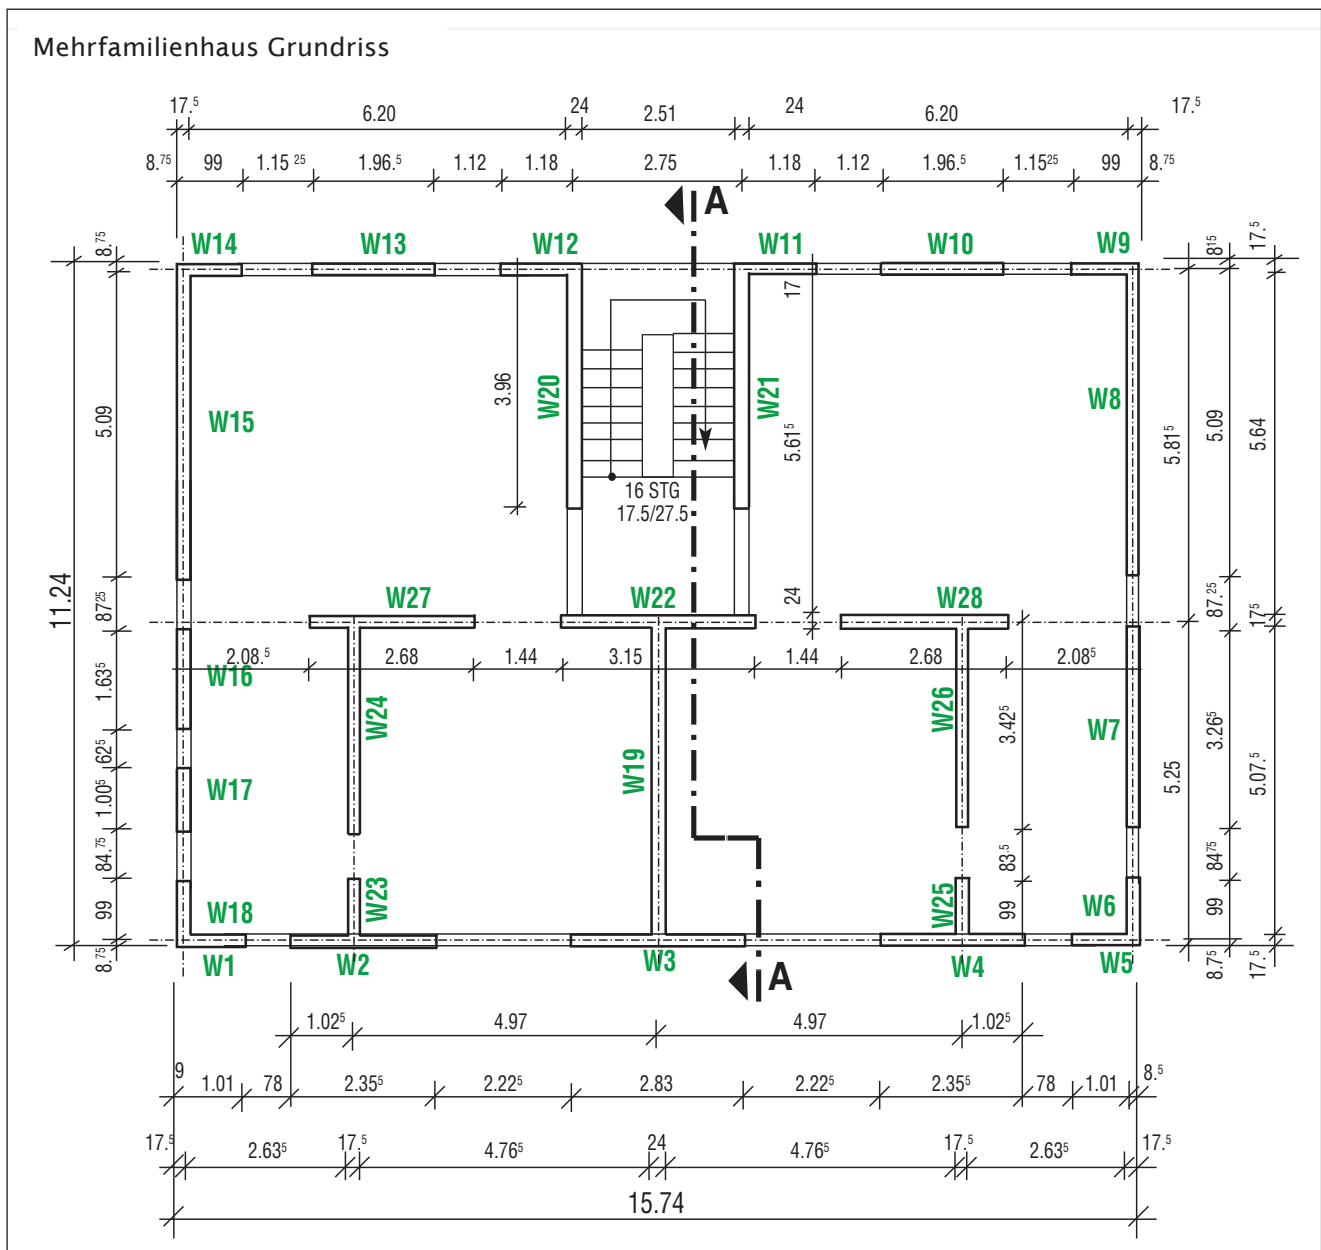 Mehrfamilienhaus Grundriss
17.⁵ 6.20 24 2.51 24 6.20 17.⁵
8.⁷⁵ 99 1.15 ²⁵ 1.96.⁵ 1.12 1.18 2.75 1.18 1.12 1.96.⁵ 1.15²⁵ 99 8.⁷⁵
A
W14 W13 W12 W11 W10 W9
8.⁷⁵
8¹⁵
17.⁵
17
3.96
W20
W21
W8
W15
5.09
5.61⁵
5.81⁵
5.09
5.64
16 STG
17.5/27.5
11.24
87²⁵
W27 W22 24 W28
87.²⁵
17⁵
2.08.⁵ 2.68 1.44 3.15 1.44 2.68 2.08⁵
W16
1.63⁵
W24
W26
3.42⁵
W7
3.26⁵
62⁵
W19
W17
1.00⁵
5.25
5.07.⁵
84.⁷⁵
83.⁵
84⁷⁵
W23
W25
99
W6
99
W18
99
8.⁷⁵
W1 W2 W3 W4 W5
8.⁷⁵
17.⁵
A
1.02⁵ 4.97 4.97 1.02⁵
9 1.01 78 2.35⁵ 2.22⁵ 2.83 2.22⁵ 2.35⁵ 78 1.01 8.⁵
17.⁵ 2.63⁵ 17.⁵ 4.76⁵ 24 4.76⁵ 17.⁵ 2.63⁵ 17.⁵
15.74